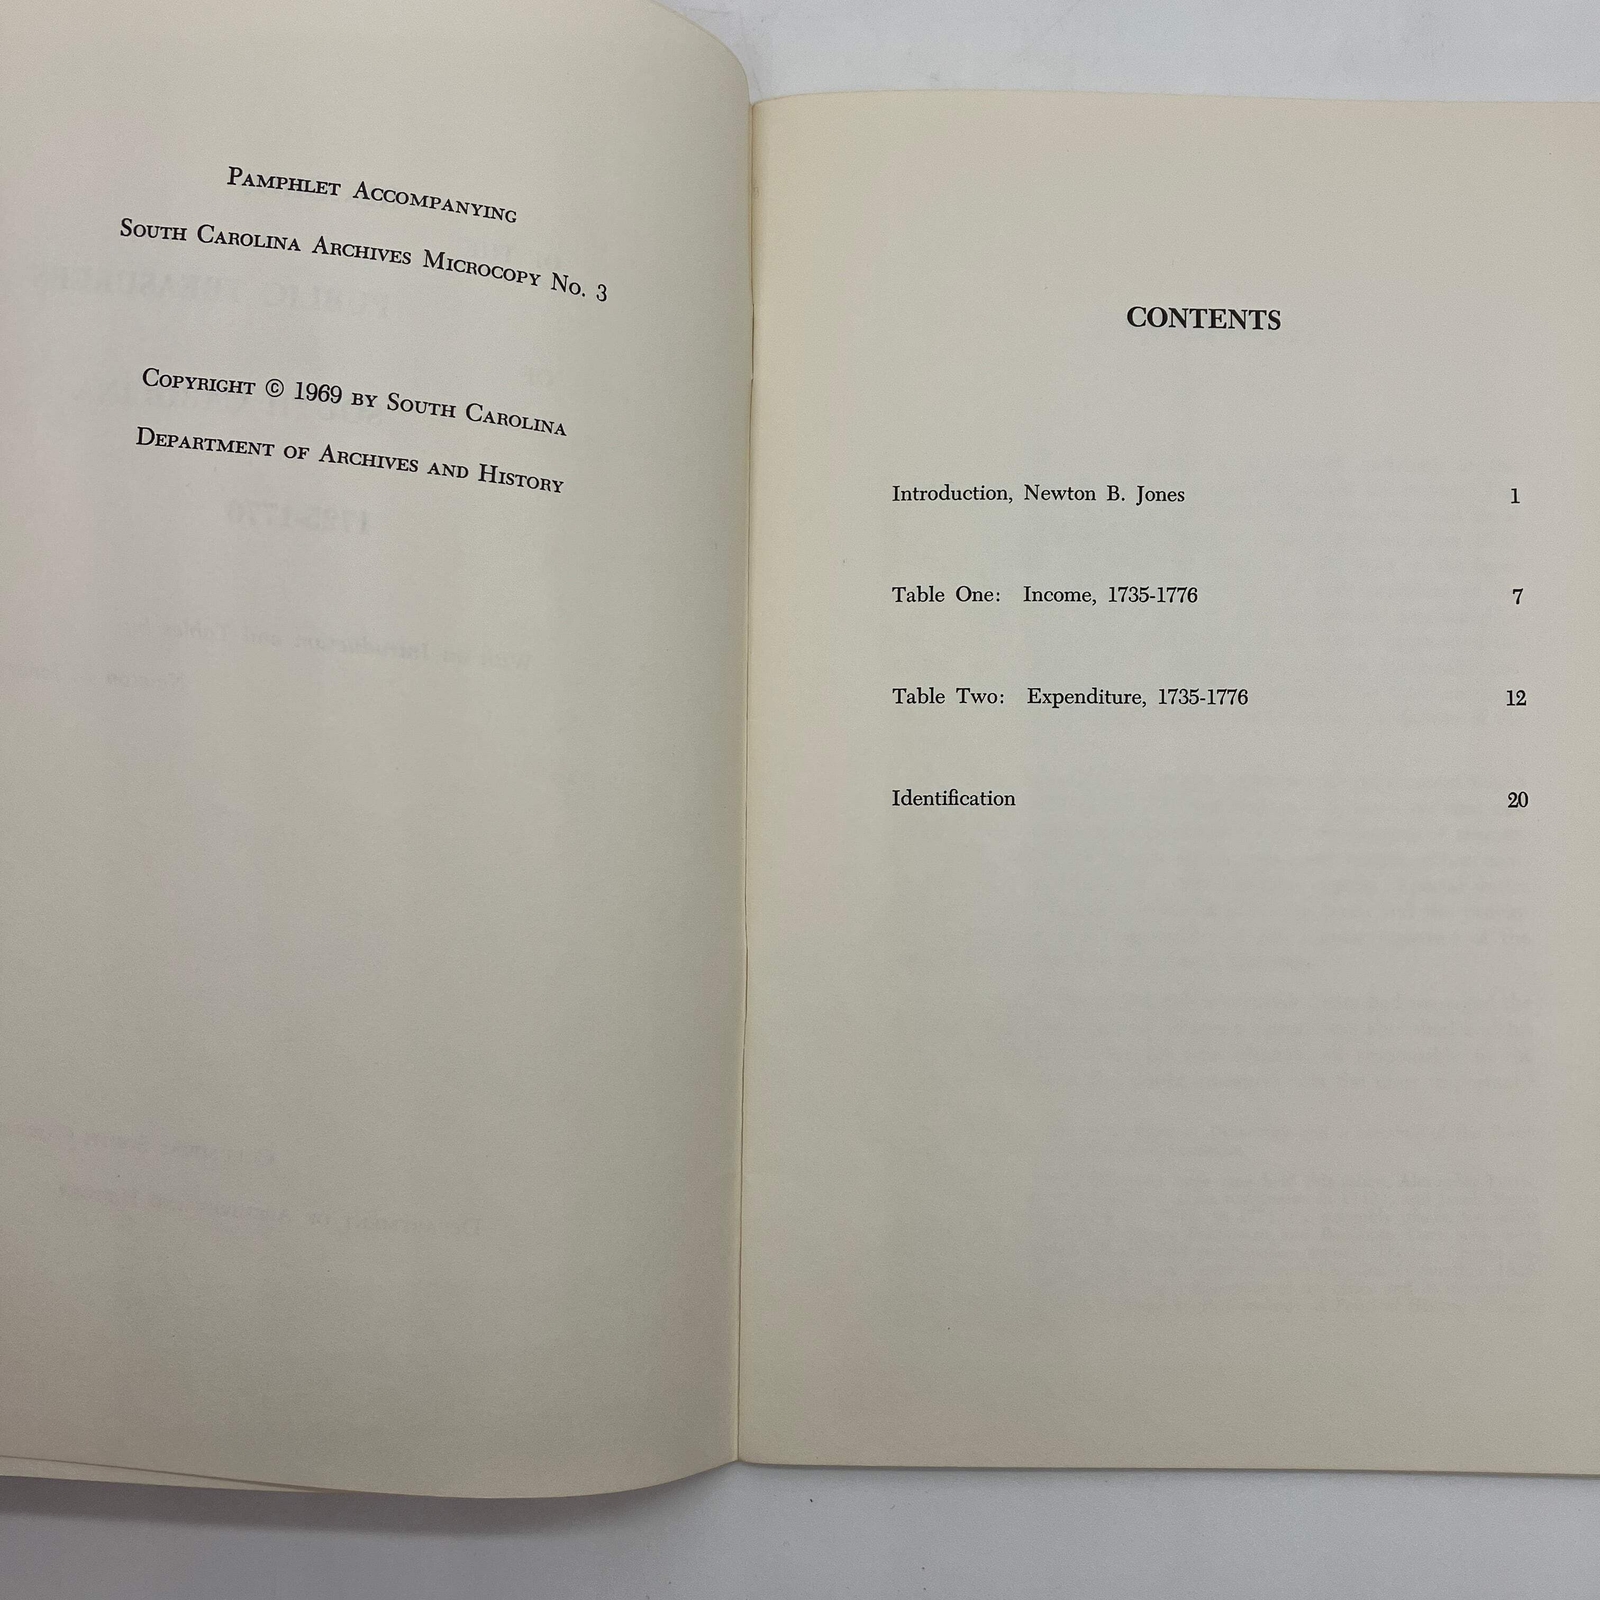 Pamphlet Accompanying
South Carolina Archives Microcopy No. 3
Copyright © 1969 by South Carolina
Department of Archives and History
CONTENTS
Introduction, Newton B. Jones 1
Table One: Income, 1735-1776 7
Table Two: Expenditure, 1735-1776 12
Identification 20